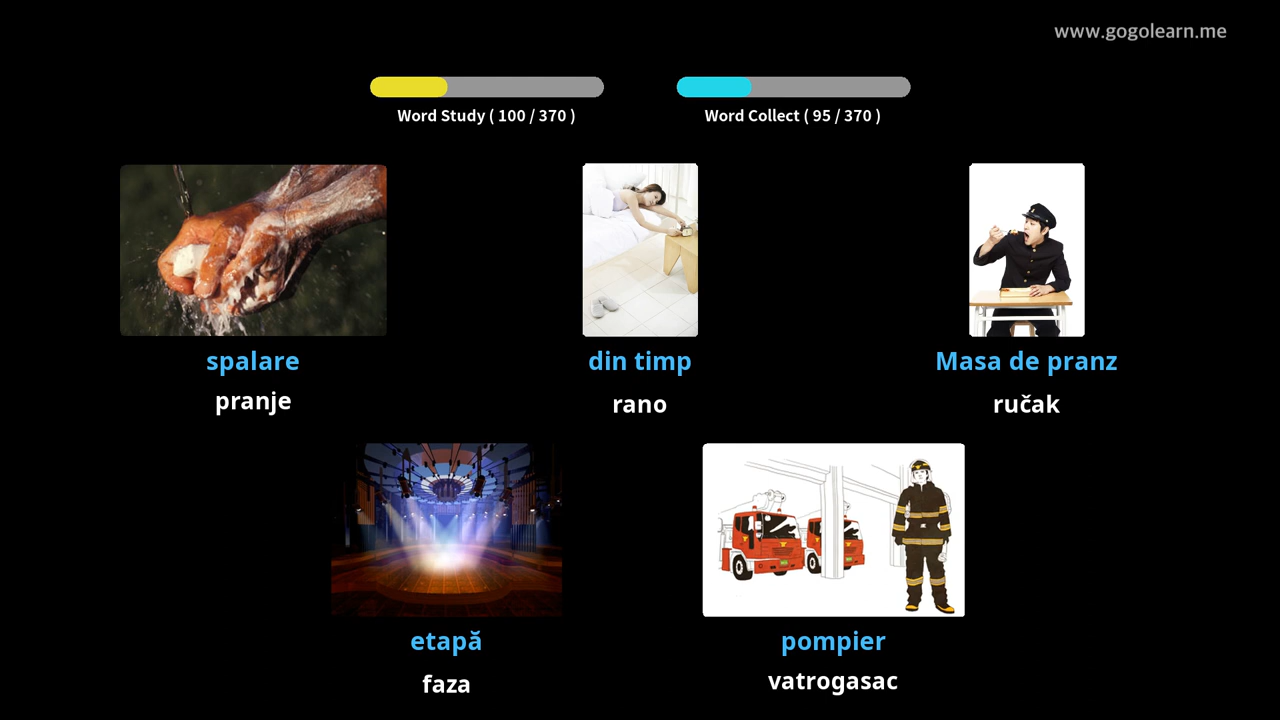 www.gogolearn.me
Word Study ( 100 / 370 )
Word Collect ( 95 / 370 )
spalare
pranje
din timp
rano
Masa de pranz
ručak
etapă
faza
pompier
vatrogasac